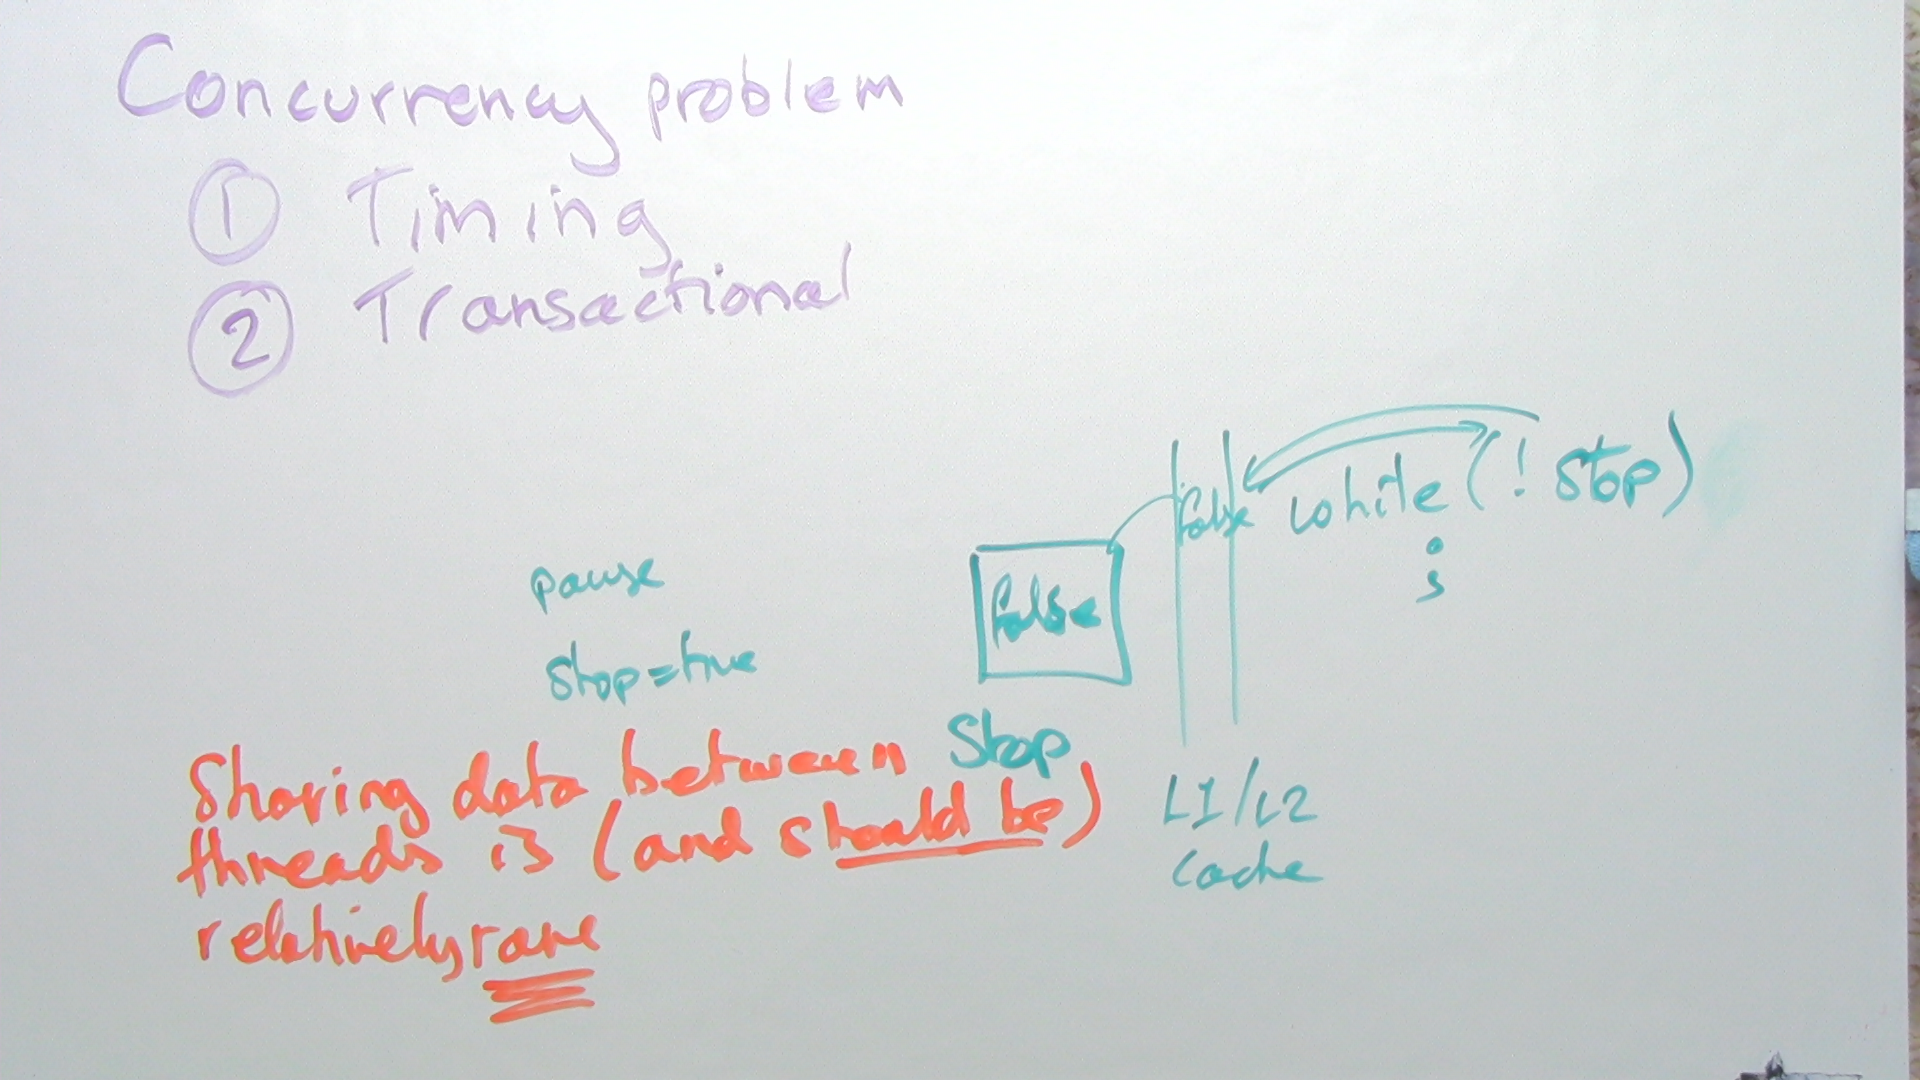 Concurrency problem
① Timing
② Transactional
while (! stop)
;
false
false
pause
stop=true
Stop
L1/L2
cache
Sharing data between
threads is (and should be)
relatively rare